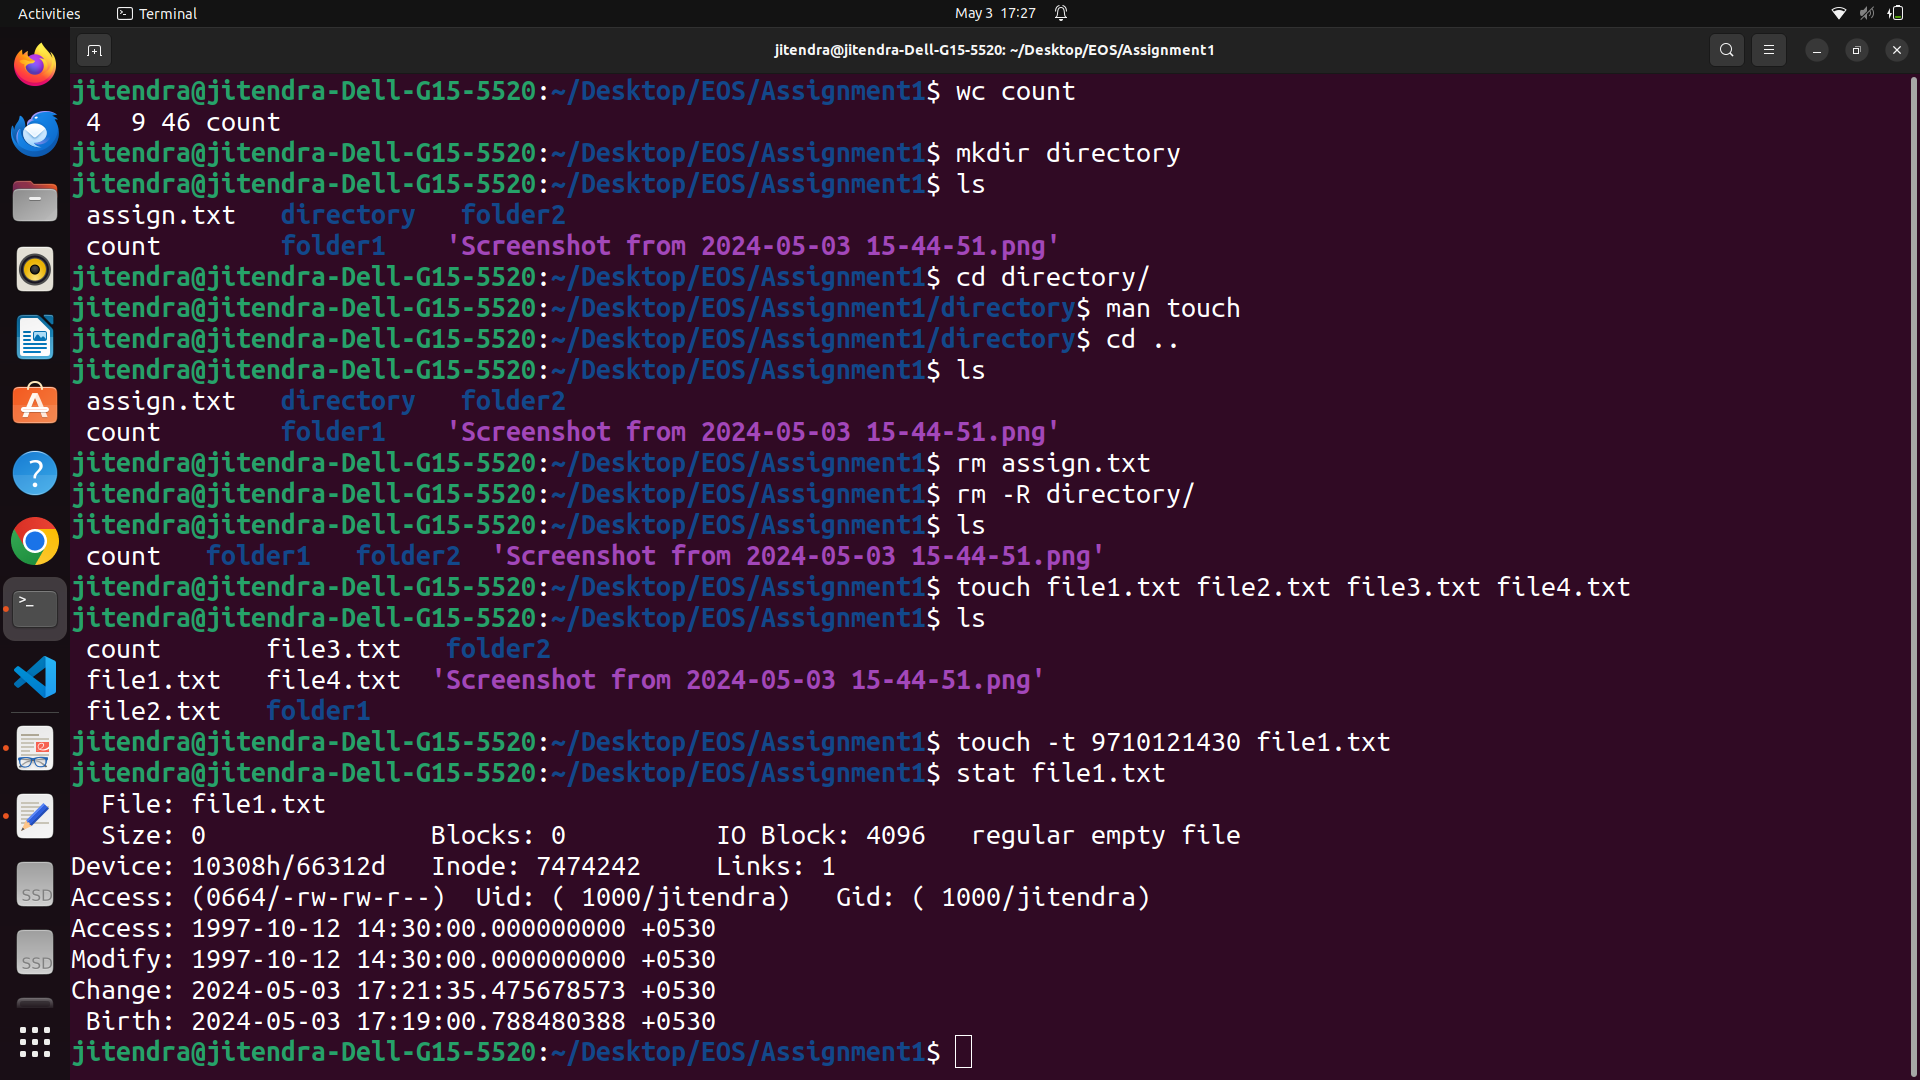 Activities Terminal May 3 17:27
jitendra@jitendra-Dell-G15-5520: ~/Desktop/EOS/Assignment1
jitendra@jitendra-Dell-G15-5520:~/Desktop/EOS/Assignment1$ wc count
 4  9 46 count
jitendra@jitendra-Dell-G15-5520:~/Desktop/EOS/Assignment1$ mkdir directory
jitendra@jitendra-Dell-G15-5520:~/Desktop/EOS/Assignment1$ ls
 assign.txt   directory   folder2
 count        folder1    'Screenshot from 2024-05-03 15-44-51.png'
jitendra@jitendra-Dell-G15-5520:~/Desktop/EOS/Assignment1$ cd directory/
jitendra@jitendra-Dell-G15-5520:~/Desktop/EOS/Assignment1/directory$ man touch
jitendra@jitendra-Dell-G15-5520:~/Desktop/EOS/Assignment1/directory$ cd ..
jitendra@jitendra-Dell-G15-5520:~/Desktop/EOS/Assignment1$ ls
 assign.txt   directory   folder2
 count        folder1    'Screenshot from 2024-05-03 15-44-51.png'
jitendra@jitendra-Dell-G15-5520:~/Desktop/EOS/Assignment1$ rm assign.txt
jitendra@jitendra-Dell-G15-5520:~/Desktop/EOS/Assignment1$ rm -R directory/
jitendra@jitendra-Dell-G15-5520:~/Desktop/EOS/Assignment1$ ls
 count   folder1   folder2  'Screenshot from 2024-05-03 15-44-51.png'
jitendra@jitendra-Dell-G15-5520:~/Desktop/EOS/Assignment1$ touch file1.txt file2.txt file3.txt file4.txt
jitendra@jitendra-Dell-G15-5520:~/Desktop/EOS/Assignment1$ ls
 count       file3.txt   folder2
 file1.txt   file4.txt  'Screenshot from 2024-05-03 15-44-51.png'
 file2.txt   folder1
jitendra@jitendra-Dell-G15-5520:~/Desktop/EOS/Assignment1$ touch -t 9710121430 file1.txt
jitendra@jitendra-Dell-G15-5520:~/Desktop/EOS/Assignment1$ stat file1.txt
  File: file1.txt
  Size: 0               Blocks: 0          IO Block: 4096   regular empty file
Device: 10308h/66312d   Inode: 7474242     Links: 1
Access: (0664/-rw-rw-r--)  Uid: ( 1000/jitendra)   Gid: ( 1000/jitendra)
Access: 1997-10-12 14:30:00.000000000 +0530
Modify: 1997-10-12 14:30:00.000000000 +0530
Change: 2024-05-03 17:21:35.475678573 +0530
 Birth: 2024-05-03 17:19:00.788480388 +0530
jitendra@jitendra-Dell-G15-5520:~/Desktop/EOS/Assignment1$
SSD
SSD